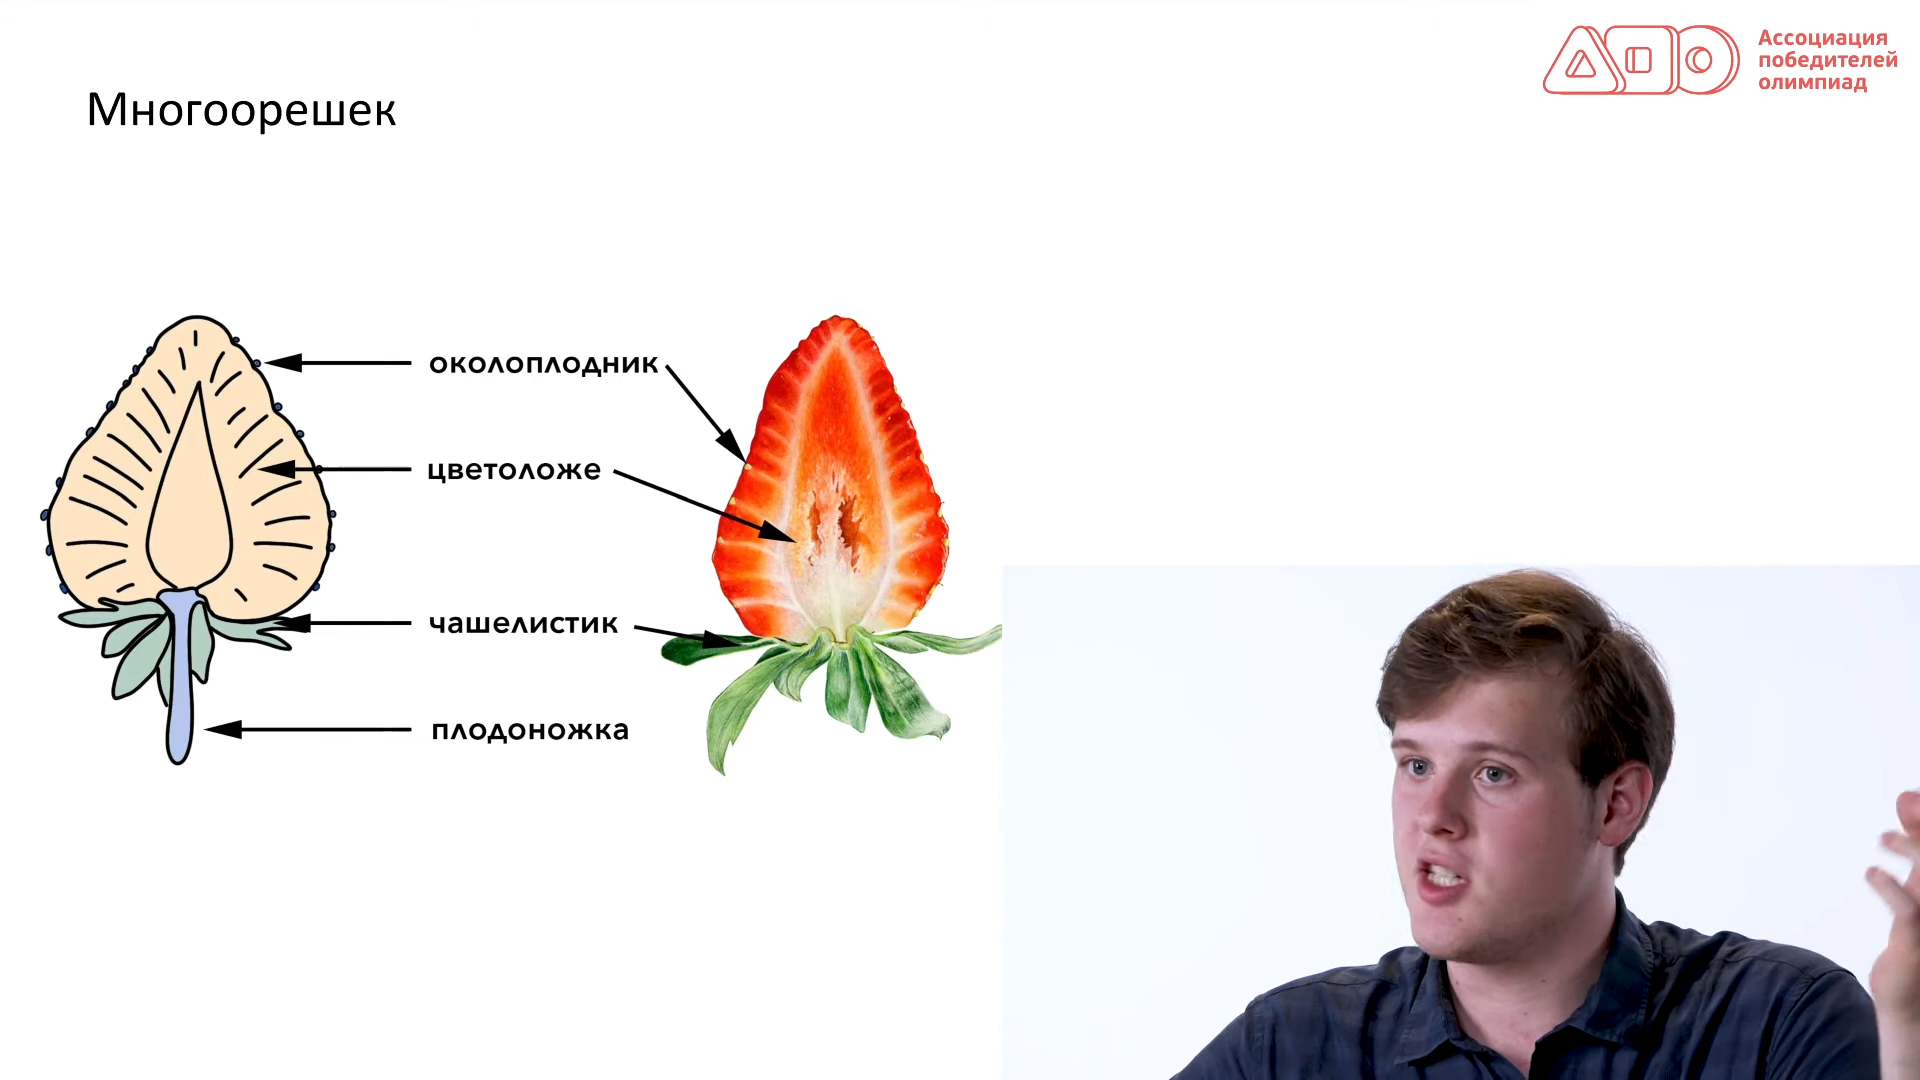 Ассоциация
победителей
олимпиад
Многоорешек
околоплодник
цветоложе
чашелистик
плодоножка